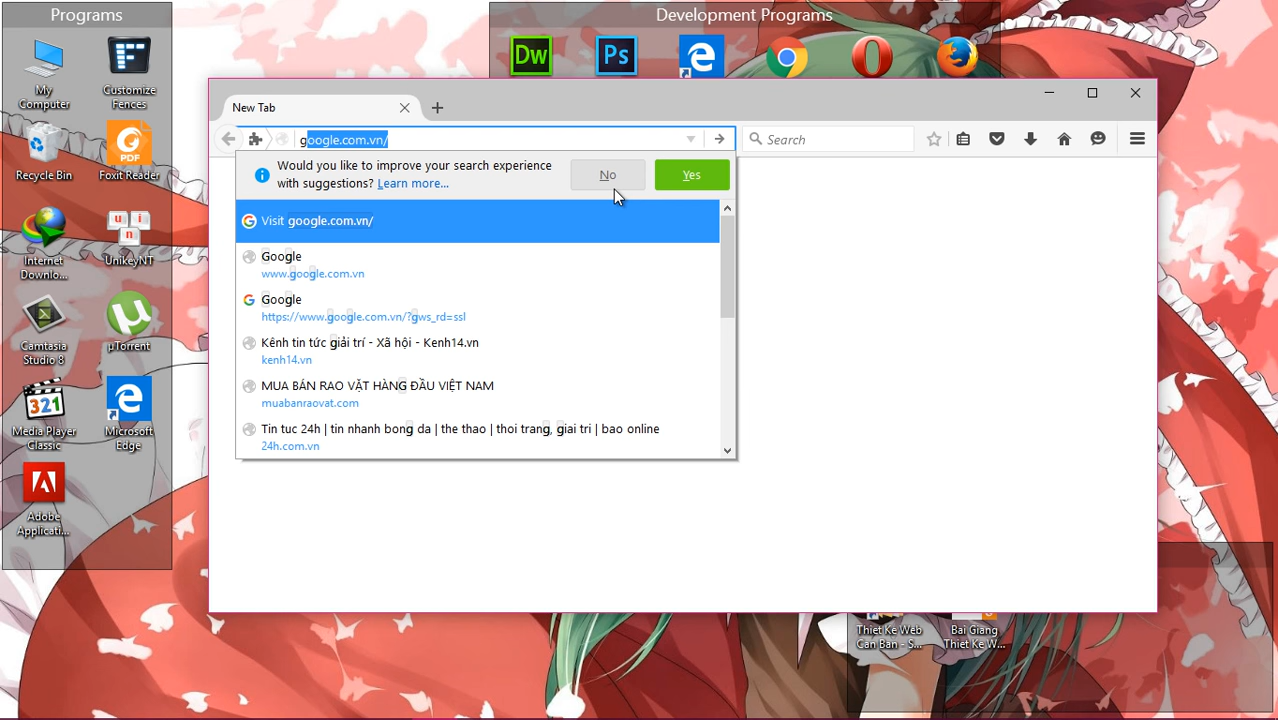 Programs
Development Programs
My
Computer
Customize
Fences
Recycle Bin
PDF
Foxit Reader
Internet
Downlo...
u n i
UnikeyNT
Camtasia
Studio 8
µTorrent
321
Media Player
Classic
Microsoft
Edge
Adobe
Applicati...
Dw
Ps
New Tab
google.com.vn/
Search
Would you like to improve your search experience
with suggestions? Learn more...
No
Yes
Visit google.com.vn/
Google
www.google.com.vn
Google
https://www.google.com.vn/?gws_rd=ssl
Kênh tin tức giải trí - Xã hội - Kenh14.vn
kenh14.vn
MUA BÁN RAO VẶT HÀNG ĐẦU VIỆT NAM
muabanraovat.com
Tin tuc 24h | tin nhanh bong da | the thao | thoi trang, giai tri | bao online
24h.com.vn
Thiet Ke Web
Can Ban - S...
Bai Giang
Thiet Ke W...